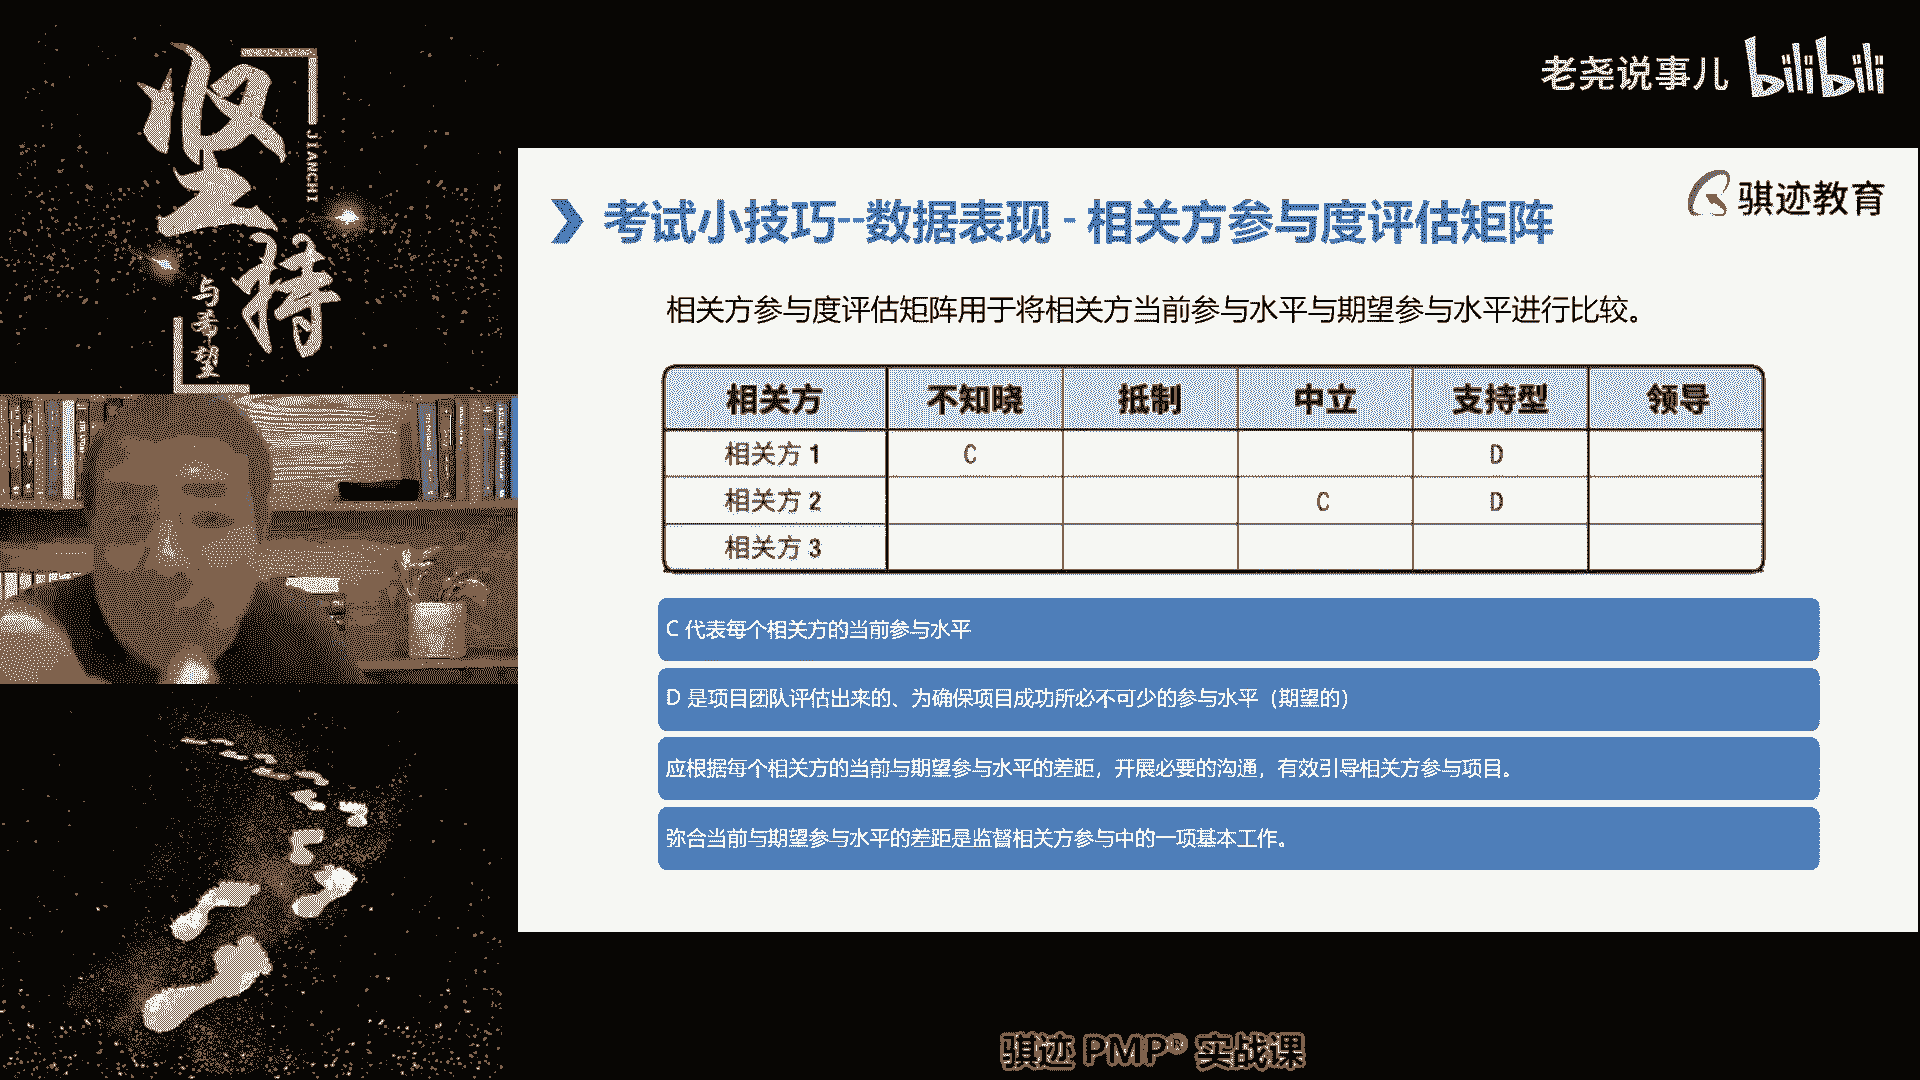 坚持
JIANCHI
与希望
老尧说事儿 bilibili
骐迹教育
考试小技巧--数据表现 - 相关方参与度评估矩阵
相关方参与度评估矩阵用于将相关方当前参与水平与期望参与水平进行比较。
相关方 不知晓 抵制 中立 支持型 领导
相关方 1 C D
相关方 2 C D
相关方 3
C 代表每个相关方的当前参与水平
D 是项目团队评估出来的、为确保项目成功所必不可少的参与水平（期望的）
应根据每个相关方的当前与期望参与水平的差距，开展必要的沟通，有效引导相关方参与项目。
弥合当前与期望参与水平的差距是监督相关方参与中的一项基本工作。
骐迹 PMP® 实战课